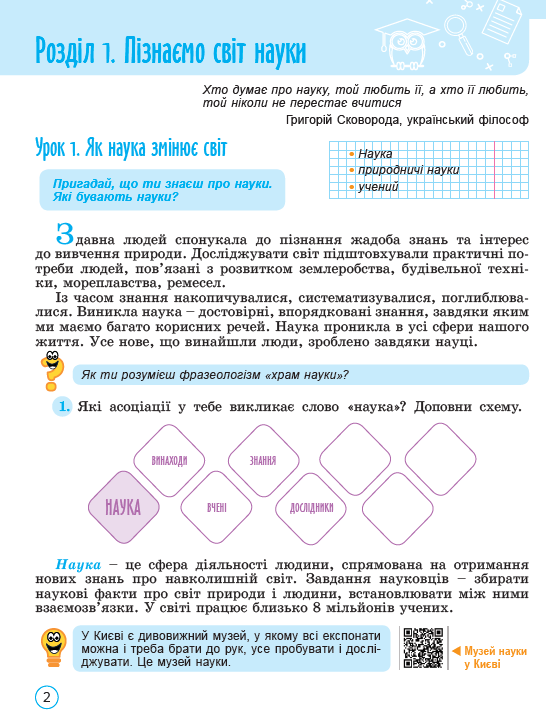 Розділ 1. Пізнаємо світ науки
Хто думає про науку, той любить її, а хто її любить,
той ніколи не перестає вчитися
Григорій Сковорода, український філософ
Урок 1. Як наука змінює світ
• Наука
• природничі науки
• учений
Пригадай, що ти знаєш про науки.
Які бувають науки?
Здавна людей спонукала до пізнання жадоба знань та інтерес
до вивчення природи. Досліджувати світ підштовхували практичні по-
треби людей, пов’язані з розвитком землеробства, будівельної техні-
ки, мореплавства, ремесел.
Із часом знання накопичувалися, систематизувалися, поглиблюва-
лися. Виникла наука – достовірні, впорядковані знання, завдяки яким
ми маємо багато корисних речей. Наука проникла в усі сфери нашого
життя. Усе нове, що винайшли люди, зроблено завдяки науці.
Як ти розумієш фразеологізм «храм науки»?
1. Які асоціації у тебе викликає слово «наука»? Доповни схему.
ВИНАХОДИ
ЗНАННЯ
НАУКА
ВЧЕНІ
ДОСЛІДНИКИ
Наука – це сфера діяльності людини, спрямована на отримання
нових знань про навколишній світ. Завдання науковців – збирати
наукові факти про світ природи і людини, встановлювати між ними
взаємозв’язки. У світі працює близько 8 мільйонів учених.
У Києві є дивовижний музей, у якому всі експонати
можна і треба брати до рук, усе пробувати і дослі-
джувати. Це музей науки.
Музей науки
у Києві
2